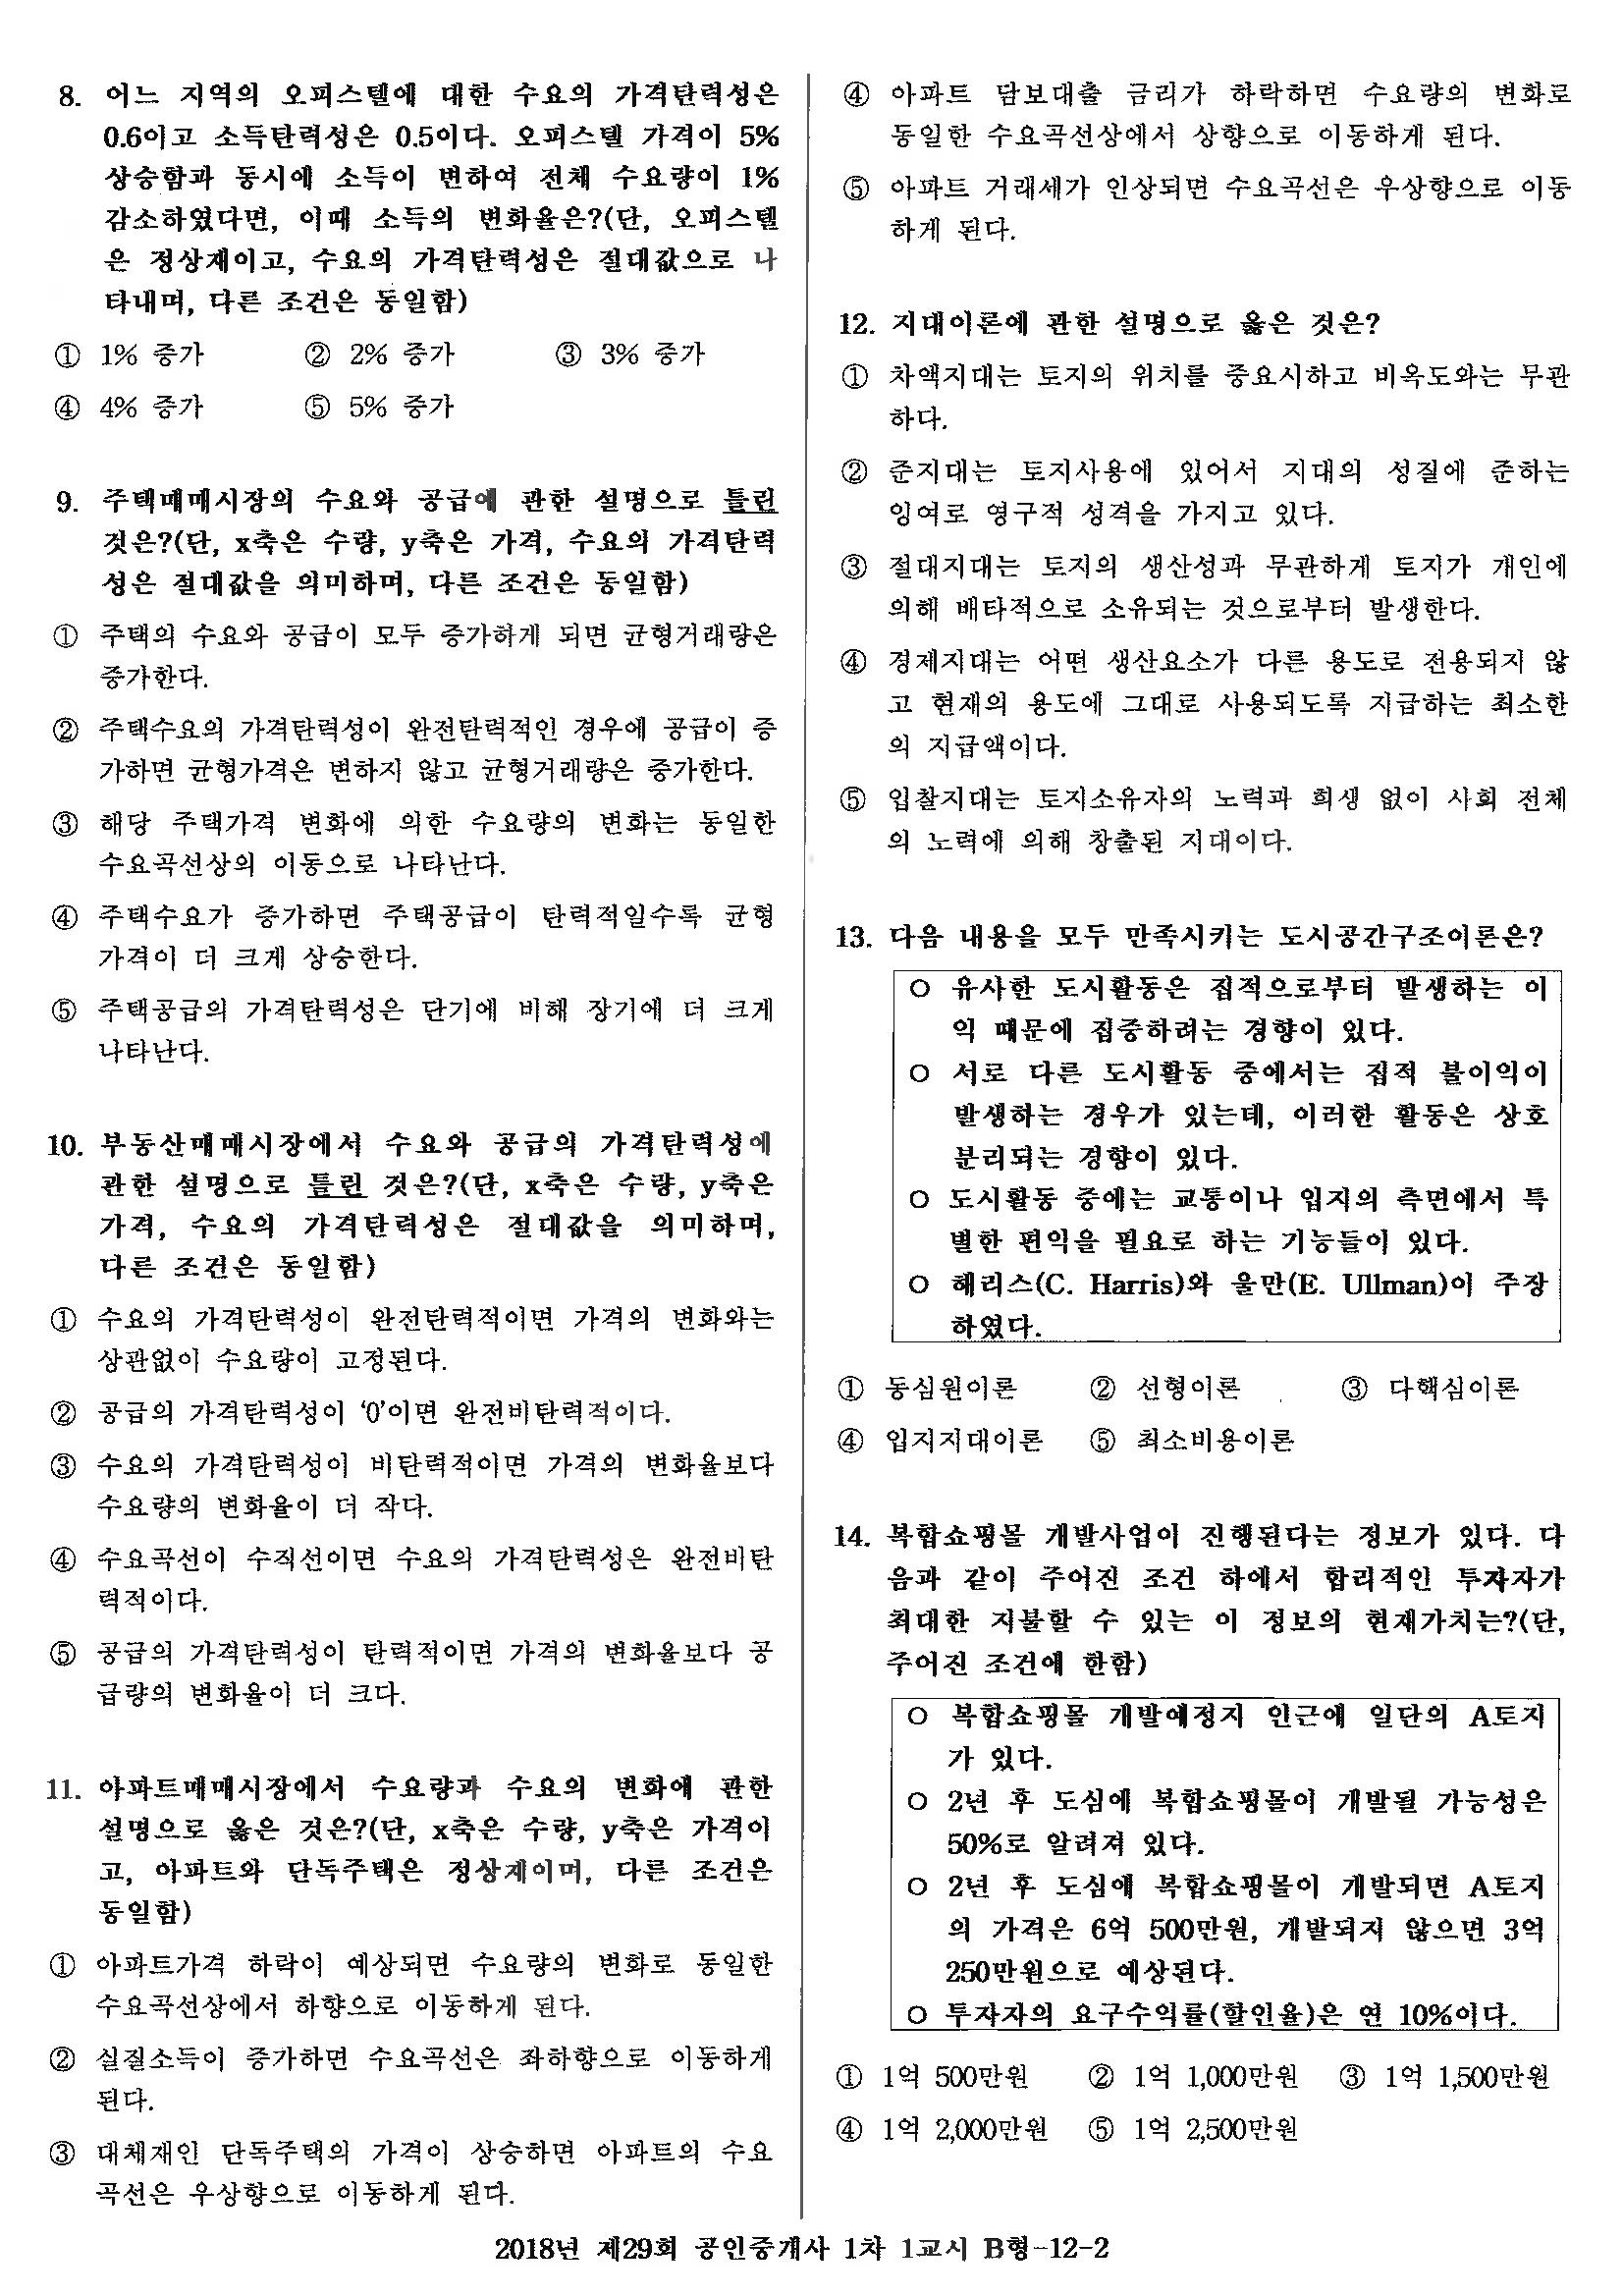 8. 어느 지역의 오피스텔에 대한 수요의 가격탄력성은
0.6이고 소득탄력성은 0.5이다. 오피스텔 가격이 5%
상승함과 동시에 소득이 변하여 전체 수요량이 1%
감소하였다면, 이때 소득의 변화율은?(단, 오피스텔
은 정상재이고, 수요의 가격탄력성은 절대값으로 나
타내며, 다른 조건은 동일함)
① 1% 증가 ② 2% 증가 ③ 3% 증가
④ 4% 증가 ⑤ 5% 증가
9. 주택매매시장의 수요와 공급에 관한 설명으로 틀린
것은?(단, x축은 수량, y축은 가격, 수요의 가격탄력
성은 절대값을 의미하며, 다른 조건은 동일함)
① 주택의 수요와 공급이 모두 증가하게 되면 균형거래량은
증가한다.
② 주택수요의 가격탄력성이 완전탄력적인 경우에 공급이 증
가하면 균형가격은 변하지 않고 균형거래량은 증가한다.
③ 해당 주택가격 변화에 의한 수요량의 변화는 동일한
수요곡선상의 이동으로 나타난다.
④ 주택수요가 증가하면 주택공급이 탄력적일수록 균형
가격이 더 크게 상승한다.
⑤ 주택공급의 가격탄력성은 단기에 비해 장기에 더 크게
나타난다.
10. 부동산매매시장에서 수요와 공급의 가격탄력성에
관한 설명으로 틀린 것은?(단, x축은 수량, y축은
가격, 수요의 가격탄력성은 절대값을 의미하며,
다른 조건은 동일함)
① 수요의 가격탄력성이 완전탄력적이면 가격의 변화와는
상관없이 수요량이 고정된다.
② 공급의 가격탄력성이 ‘0’이면 완전비탄력적이다.
③ 수요의 가격탄력성이 비탄력적이면 가격의 변화율보다
수요량의 변화율이 더 작다.
④ 수요곡선이 수직선이면 수요의 가격탄력성은 완전비탄
력적이다.
⑤ 공급의 가격탄력성이 탄력적이면 가격의 변화율보다 공
급량의 변화율이 더 크다.
11. 아파트매매시장에서 수요량과 수요의 변화에 관한
설명으로 옳은 것은?(단, x축은 수량, y축은 가격이
고, 아파트와 단독주택은 정상재이며, 다른 조건은
동일함)
① 아파트가격 하락이 예상되면 수요량의 변화로 동일한
수요곡선상에서 하향으로 이동하게 된다.
② 실질소득이 증가하면 수요곡선은 좌하향으로 이동하게
된다.
③ 대체재인 단독주택의 가격이 상승하면 아파트의 수요
곡선은 우상향으로 이동하게 된다.
④ 아파트 담보대출 금리가 하락하면 수요량의 변화로
동일한 수요곡선상에서 상향으로 이동하게 된다.
⑤ 아파트 거래세가 인상되면 수요곡선은 우상향으로 이동
하게 된다.
12. 지대이론에 관한 설명으로 옳은 것은?
① 차액지대는 토지의 위치를 중요시하고 비옥도와는 무관
하다.
② 준지대는 토지사용에 있어서 지대의 성질에 준하는
잉여로 영구적 성격을 가지고 있다.
③ 절대지대는 토지의 생산성과 무관하게 토지가 개인에
의해 배타적으로 소유되는 것으로부터 발생한다.
④ 경제지대는 어떤 생산요소가 다른 용도로 전용되지 않
고 현재의 용도에 그대로 사용되도록 지급하는 최소한
의 지급액이다.
⑤ 입찰지대는 토지소유자의 노력과 희생 없이 사회 전체
의 노력에 의해 창출된 지대이다.
13. 다음 내용을 모두 만족시키는 도시공간구조이론은?
○ 유사한 도시활동은 집적으로부터 발생하는 이
익 때문에 집중하려는 경향이 있다.
○ 서로 다른 도시활동 중에서는 집적 불이익이
발생하는 경우가 있는데, 이러한 활동은 상호
분리되는 경향이 있다.
○ 도시활동 중에는 교통이나 입지의 측면에서 특
별한 편익을 필요로 하는 기능들이 있다.
○ 해리스(C. Harris)와 울만(E. Ullman)이 주장
하였다.
① 동심원이론 ② 선형이론 ③ 다핵심이론
④ 입지지대이론 ⑤ 최소비용이론
14. 복합쇼핑몰 개발사업이 진행된다는 정보가 있다. 다
음과 같이 주어진 조건 하에서 합리적인 투자자가
최대한 지불할 수 있는 이 정보의 현재가치는?(단,
주어진 조건에 한함)
○ 복합쇼핑몰 개발예정지 인근에 일단의 A토지
가 있다.
○ 2년 후 도심에 복합쇼핑몰이 개발될 가능성은
50%로 알려져 있다.
○ 2년 후 도심에 복합쇼핑몰이 개발되면 A토지
의 가격은 6억 500만원, 개발되지 않으면 3억
250만원으로 예상된다.
○ 투자자의 요구수익률(할인율)은 연 10%이다.
① 1억 500만원 ② 1억 1,000만원 ③ 1억 1,500만원
④ 1억 2,000만원 ⑤ 1억 2,500만원
2018년 제29회 공인중개사 1차 1교시 B형-12-2